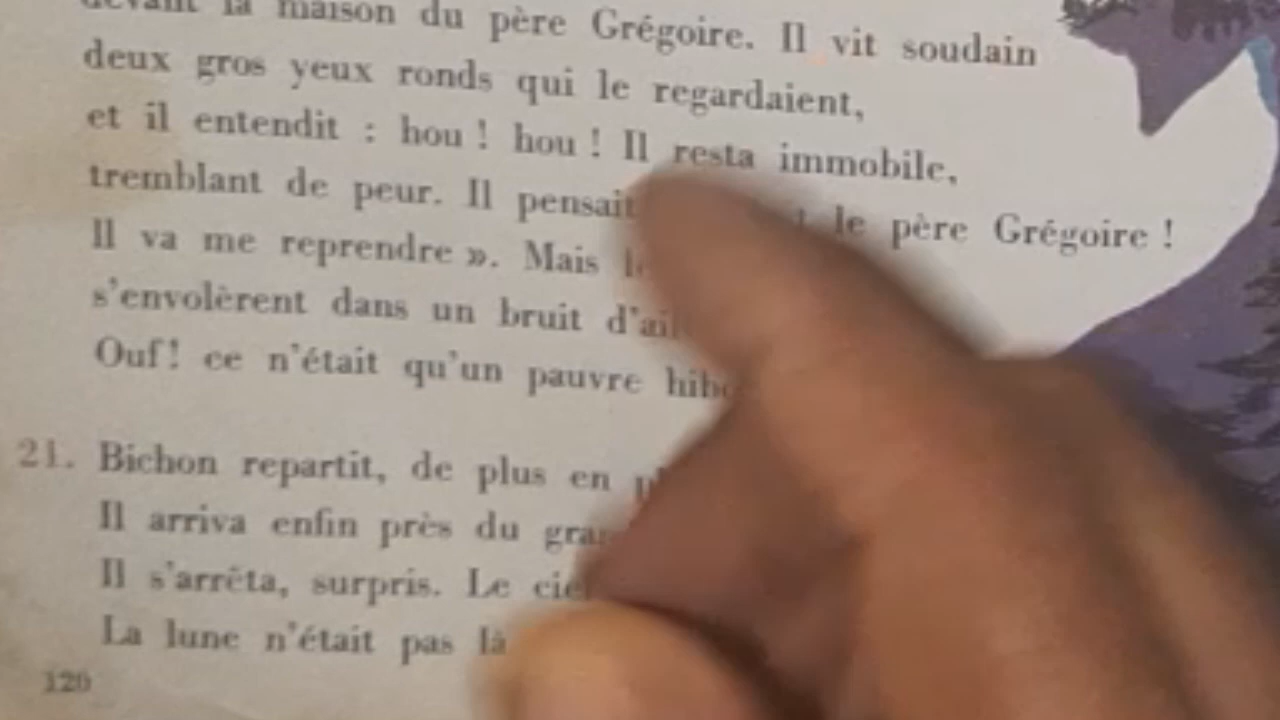 devant la maison du père Grégoire. Il vit soudain
deux gros yeux ronds qui le regardaient,
et il entendit : hou ! hou ! Il resta immobile,
tremblant de peur. Il pensait le père Grégoire !
Il va me reprendre ». Mais
s'envolèrent dans un bruit
Ouf! ce n'était qu'un pauvre
21. Bichon repartit, de plus en
Il arriva enfin près du
Il s'arrêta, surpris. Le
La lune n'était pas là
120